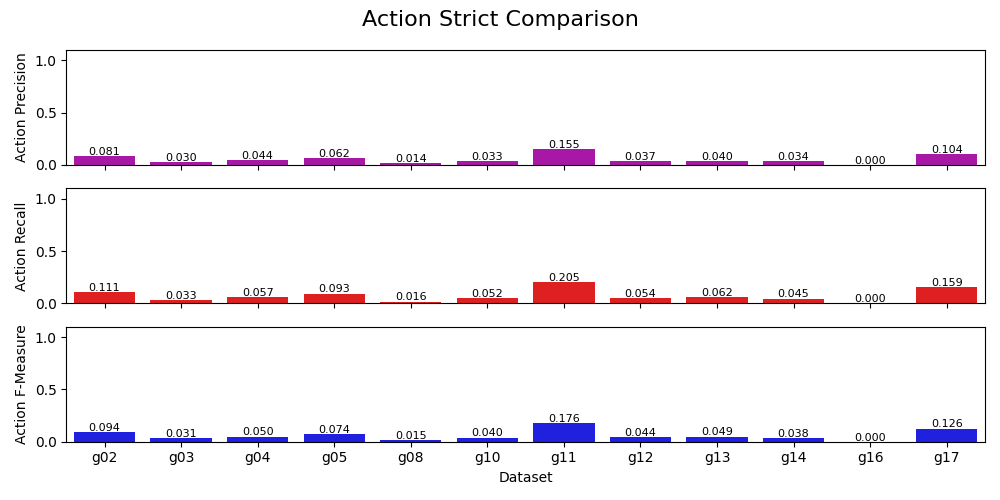 Action Strict Comparison
Action Precision
1.0
0.5
0.0
0.081 0.030 0.044 0.062 0.014 0.033 0.155 0.037 0.040 0.034 0.000 0.104
Action Recall
1.0
0.5
0.0
0.111 0.033 0.057 0.093 0.016 0.052 0.205 0.054 0.062 0.045 0.000 0.159
Action F-Measure
1.0
0.5
0.0
0.094 0.031 0.050 0.074 0.015 0.040 0.176 0.044 0.049 0.038 0.000 0.126
g02 g03 g04 g05 g08 g10 g11 g12 g13 g14 g16 g17
Dataset